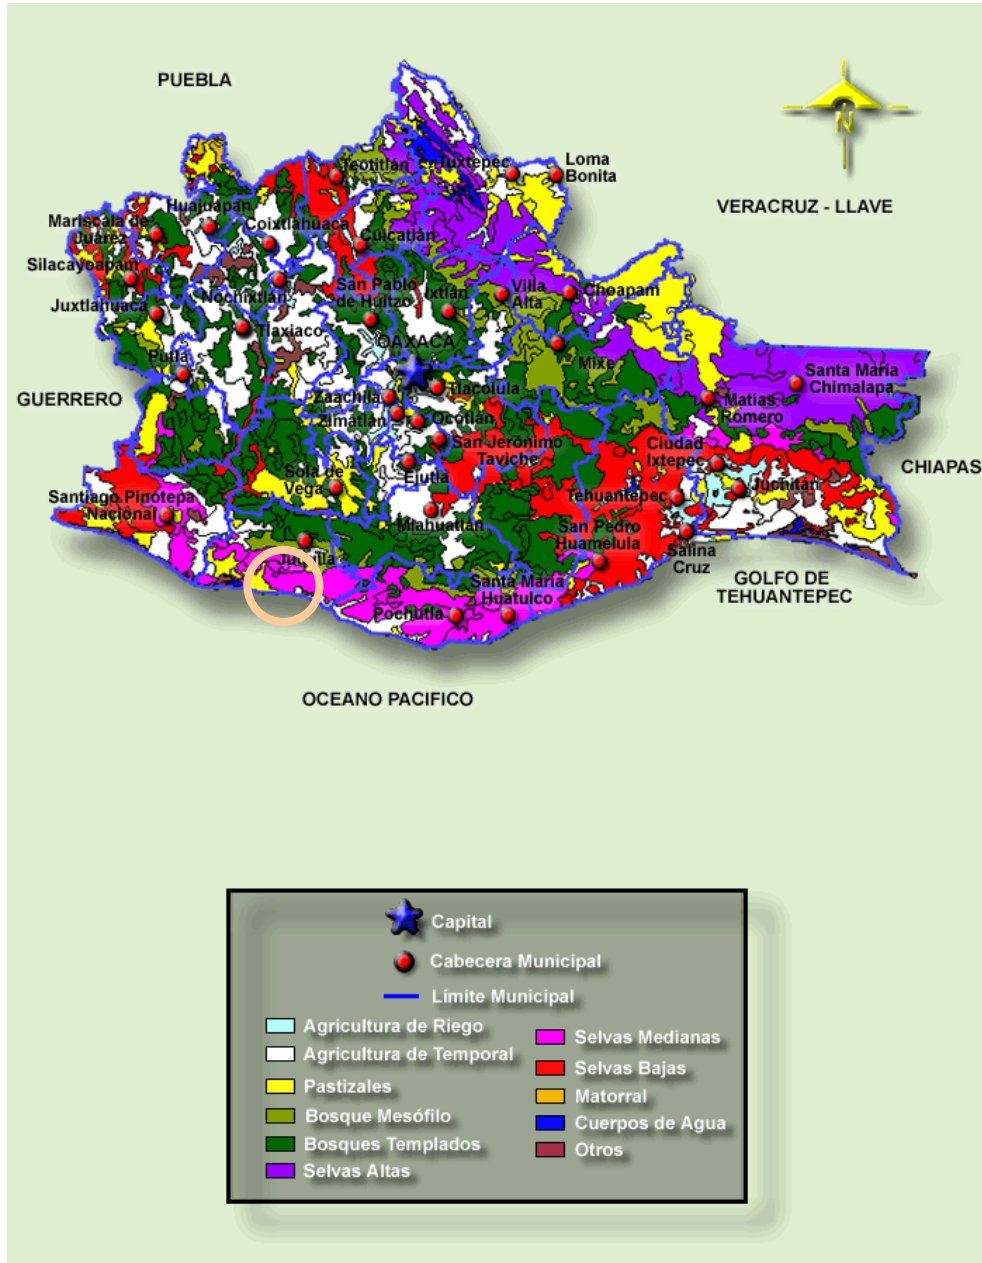 PUEBLA
N
VERACRUZ - LLAVE
Loma
Bonita
Tuxtepec
Teotitlán
Huajuapan
Coixtlahuaca
Mariscala de
Juárez
Cuicatlán
Silacayoapam
Nochixtlán
San Pablo
de Huitzo
Ixtlán
Villa
Alta
Choapam
Juxtlahuaca
Tlaxiaco
OAXACA
Mixe
Putla
Santa María
Chimalapa
GUERRERO
Zaachila
Tlacolula
Matías
Romero
Zimatlán
Ocotlán
San Jerónimo
Taviche
Ciudad
Ixtepec
CHIAPAS
Sola de
Vega
Ejutla
Juchitán
Santiago Pinotepa
Nacional
Tehuantepec
Miahuatlán
San Pedro
Huamelula
Juquila
Salina
Cruz
Santa María
Huatulco
GOLFO DE
TEHUANTEPEC
Pochutla
OCEANO PACIFICO
Capital
Cabecera Municipal
Límite Municipal
Agricultura de Riego
Agricultura de Temporal
Pastizales
Bosque Mesófilo
Bosques Templados
Selvas Altas
Selvas Medianas
Selvas Bajas
Matorral
Cuerpos de Agua
Otros